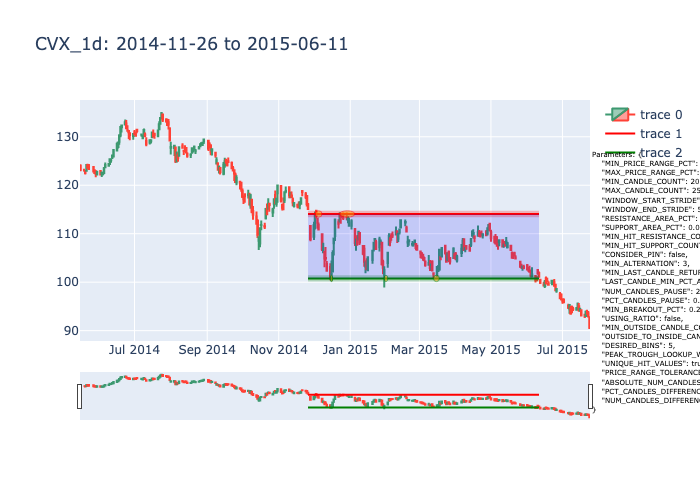 CVX_1d: 2014-11-26 to 2015-06-11
130
120
110
100
90
Jul 2014
Sep 2014
Nov 2014
Jan 2015
Mar 2015
May 2015
Jul 2015
trace 0
trace 1
trace 2
Parameters: {
"MIN_PRICE_RANGE_PCT":
"MAX_PRICE_RANGE_PCT":
"MIN_CANDLE_COUNT": 20
"MAX_CANDLE_COUNT": 25
"WINDOW_START_STRIDE"
"WINDOW_END_STRIDE": 5
"RESISTANCE_AREA_PCT":
"SUPPORT_AREA_PCT": 0.0
"MIN_HIT_RESISTANCE_CO
"MIN_HIT_SUPPORT_COUNT
"CONSIDER_PIN": false,
"MIN_ALTERNATION": 3,
"MIN_LAST_CANDLE_RETUR
"LAST_CANDLE_MIN_PCT_A
"NUM_CANDLES_PAUSE": 2
"PCT_CANDLES_PAUSE": 0.
"MIN_BREAKOUT_PCT": 0.2
"USING_RATIO": false,
"MIN_OUTSIDE_CANDLE_CO
"OUTSIDE_TO_INSIDE_CAN
"DESIRED_BINS": 5,
"PEAK_TROUGH_LOOKUP_W
"UNIQUE_HIT_VALUES": tru
"PRICE_RANGE_TOLERANC
"ABSOLUTE_NUM_CANDLES
"PCT_CANDLES_DIFFERENC
"NUM_CANDLES_DIFFEREN
}